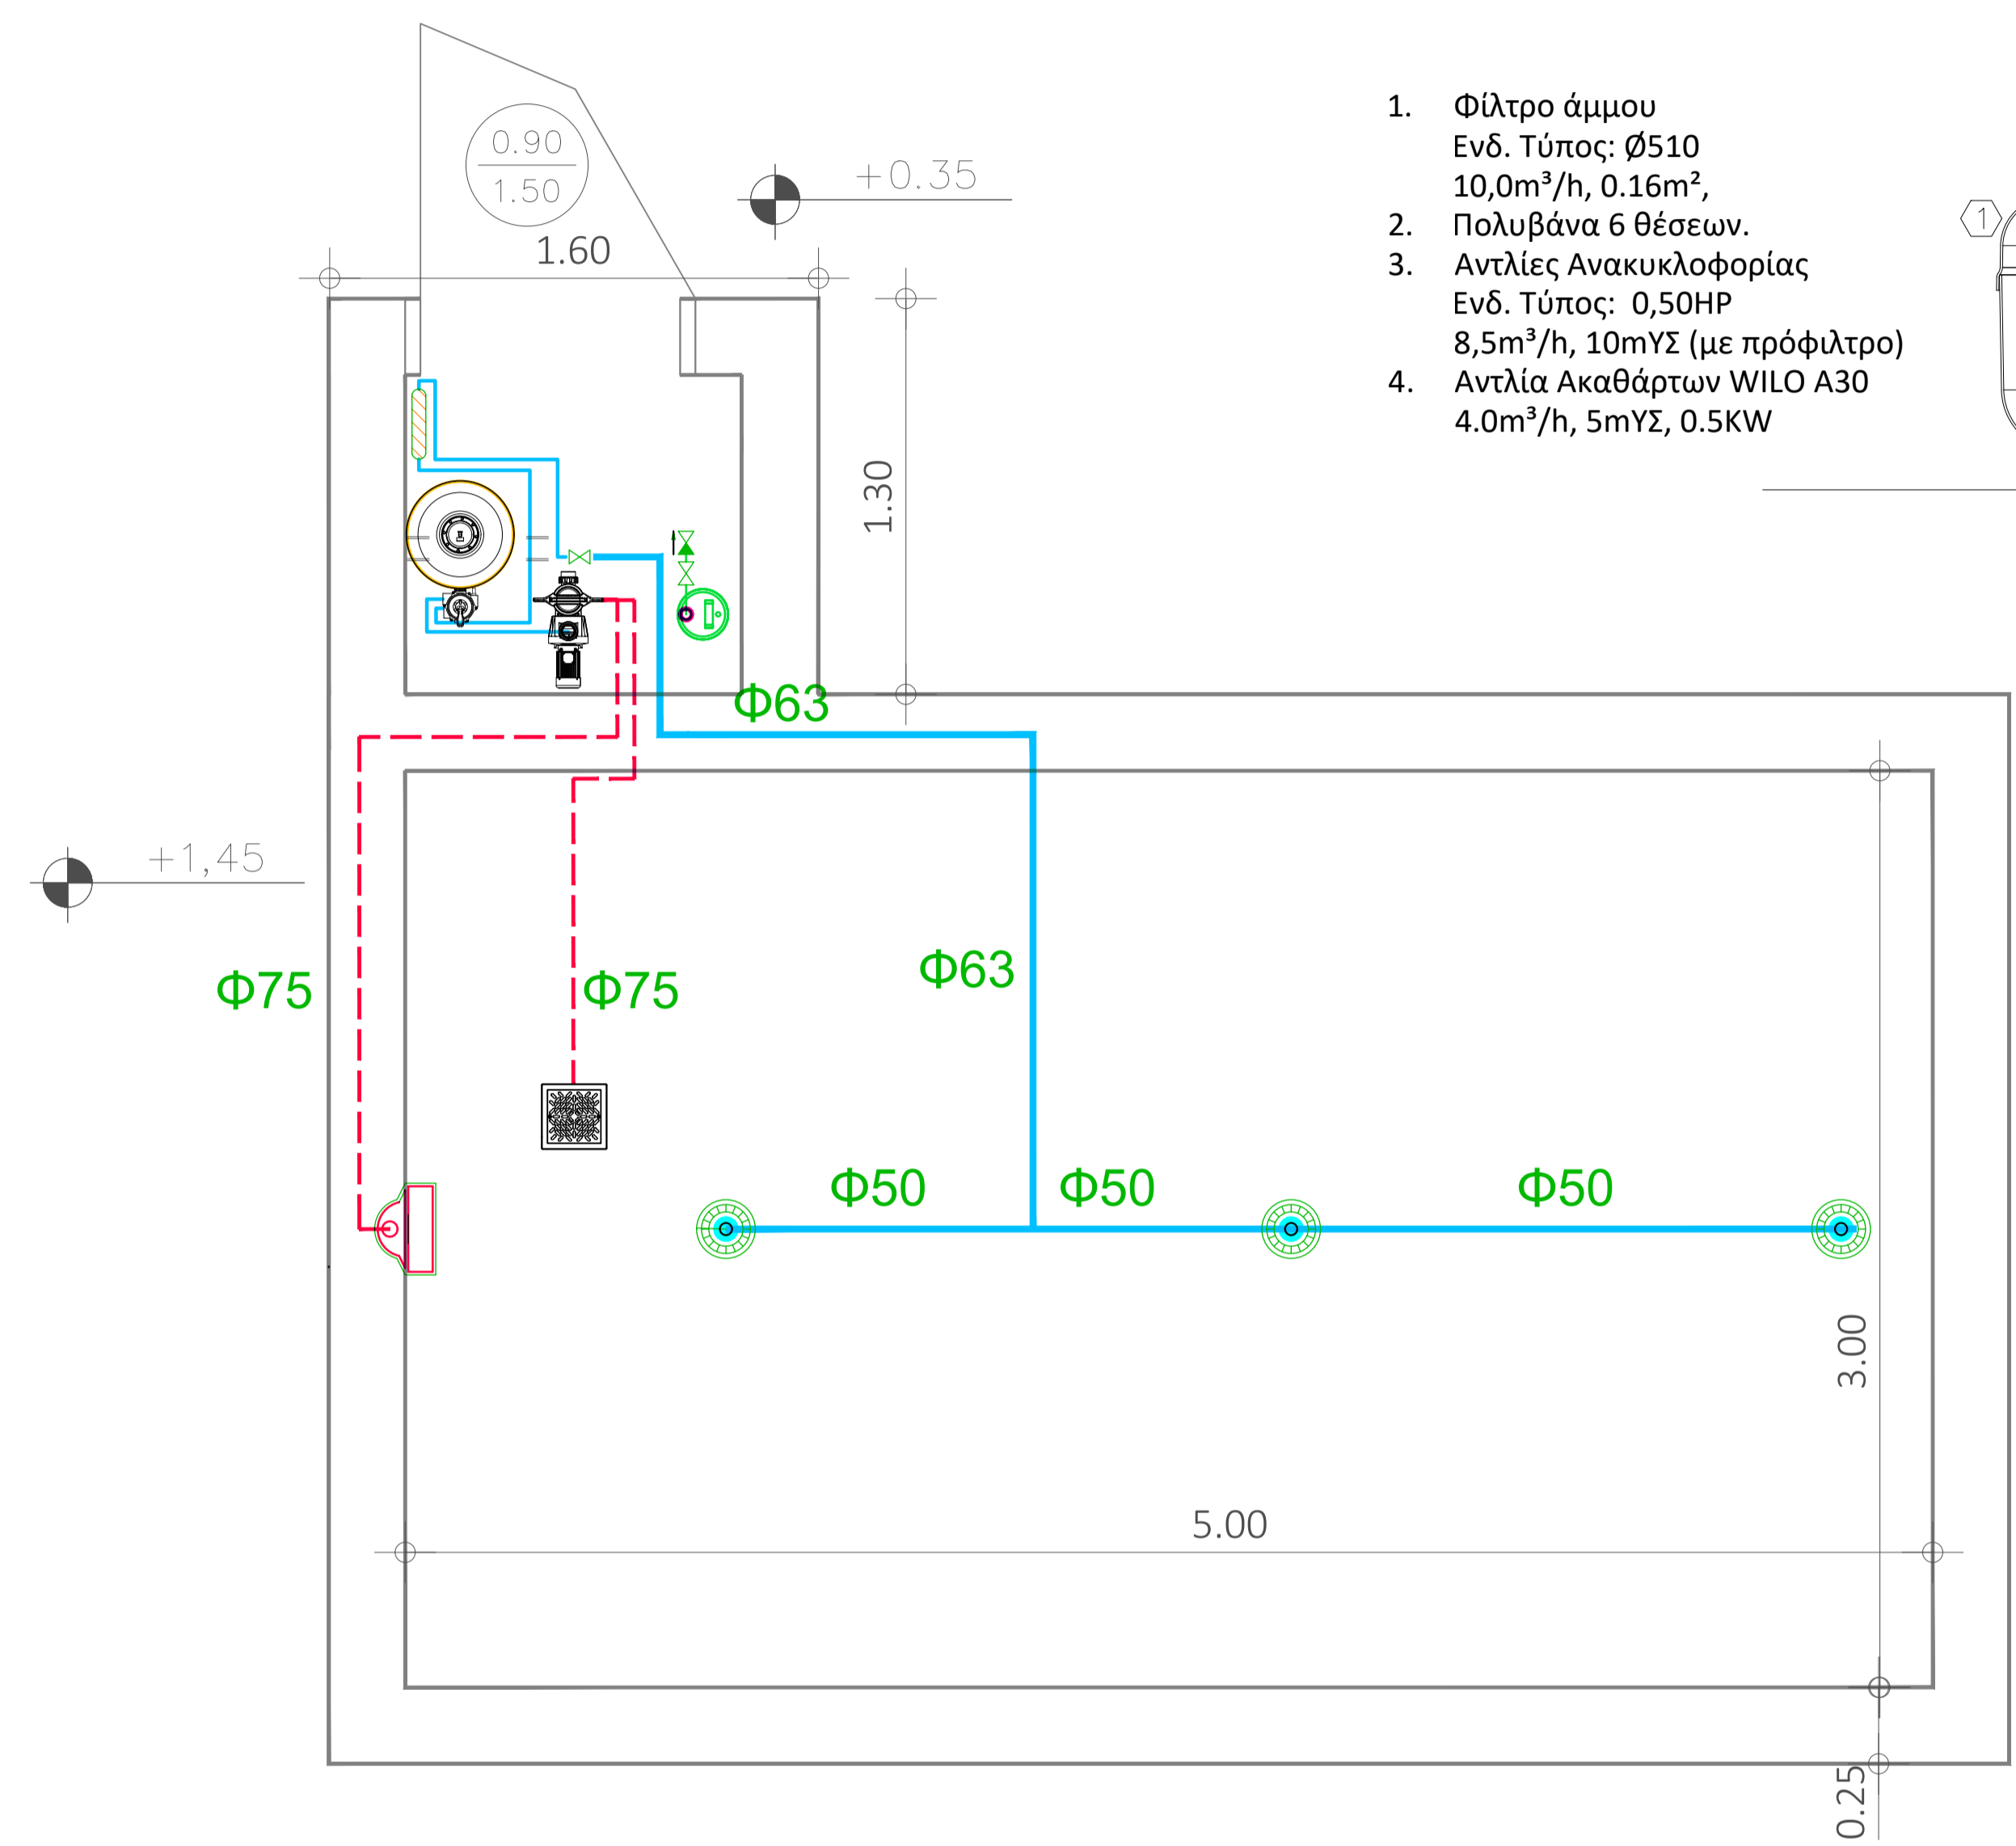 0.90
1.50
+0.35
1.60
1. Φίλτρο άμμου
Ενδ. Τύπος: Ø510
10,0m³/h, 0.16m²,
2. Πολυβάνα 6 θέσεων.
3. Αντλίες Ανακυκλοφορίας
Ενδ. Τύπος: 0,50HP
8,5m³/h, 10mΥΣ (με πρόφιλτρο)
4. Αντλία Ακαθάρτων WILO A30
4.0m³/h, 5mΥΣ, 0.5KW
1
1.30
Φ63
+1,45
Φ75
Φ75
Φ63
Φ50
Φ50
Φ50
3.00
5.00
0.25